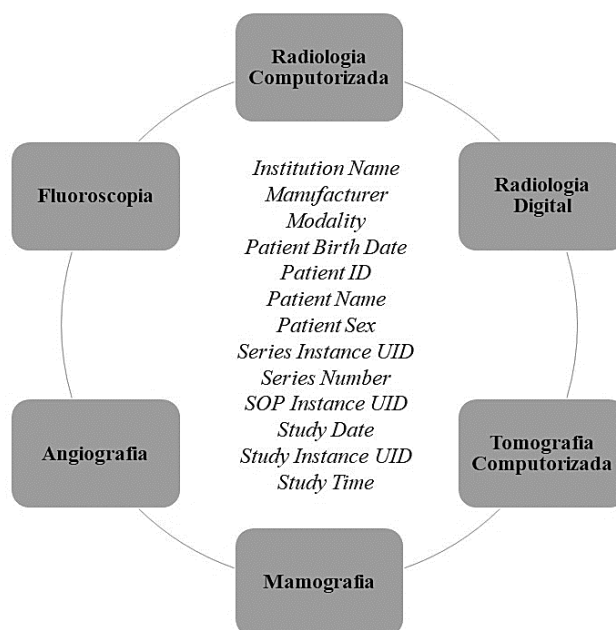 Radiologia
Computorizada
Fluoroscopia
Radiologia
Digital
Institution Name
Manufacturer
Modality
Patient Birth Date
Patient ID
Patient Name
Patient Sex
Series Instance UID
Series Number
SOP Instance UID
Study Date
Study Instance UID
Study Time
Angiografia
Tomografia
Computorizada
Mamografia